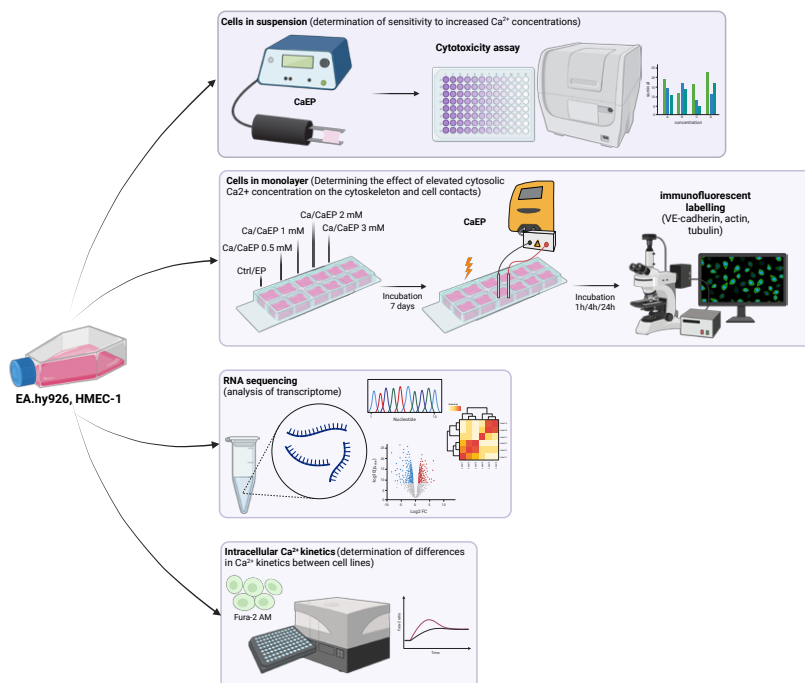 Cells in suspension (determination of sensitivity to increased Ca²⁺ concentrations)
CaEP
Cytotoxicity assay
concentration
Cells in monolayer (Determining the effect of elevated cytosolic
Ca2+ concentration on the cytoskeleton and cell contacts)
Ca/CaEP 2 mM
Ca/CaEP 1 mM
Ca/CaEP 3 mM
Ca/CaEP 0.5 mM
Ctrl/EP
CaEP
Incubation
7 days
Incubation
1h/4h/24h
immunofluorescent
labelling
(VE-cadherin, actin,
tubulin)
EA.hy926, HMEC-1
RNA sequencing
(analysis of transcriptome)
Nucleotide
Log2 FC
Intracellular Ca²⁺ kinetics (determination of differences
in Ca²⁺ kinetics between cell lines)
Fura-2 AM
Fura-2 ratio
Time